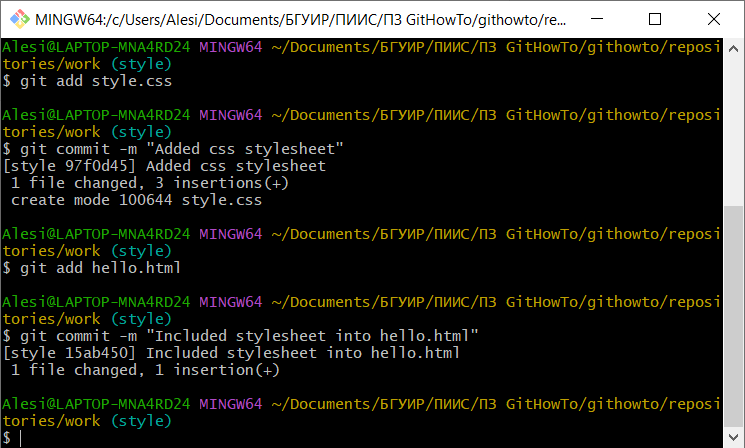 MINGW64:/c/Users/Alesi/Documents/БГУИР/ПИИС/ПЗ GitHowTo/githowto/re...
Alesi@LAPTOP-MNA4RD24 MINGW64 ~/Documents/БГУИР/ПИИС/ПЗ GitHowTo/githowto/reposi
tories/work (style)
$ git add style.css
Alesi@LAPTOP-MNA4RD24 MINGW64 ~/Documents/БГУИР/ПИИС/ПЗ GitHowTo/githowto/reposi
tories/work (style)
$ git commit -m "Added css stylesheet"
[style 97f0d45] Added css stylesheet
 1 file changed, 3 insertions(+)
 create mode 100644 style.css
Alesi@LAPTOP-MNA4RD24 MINGW64 ~/Documents/БГУИР/ПИИС/ПЗ GitHowTo/githowto/reposi
tories/work (style)
$ git add hello.html
Alesi@LAPTOP-MNA4RD24 MINGW64 ~/Documents/БГУИР/ПИИС/ПЗ GitHowTo/githowto/reposi
tories/work (style)
$ git commit -m "Included stylesheet into hello.html"
[style 15ab450] Included stylesheet into hello.html
 1 file changed, 1 insertion(+)
Alesi@LAPTOP-MNA4RD24 MINGW64 ~/Documents/БГУИР/ПИИС/ПЗ GitHowTo/githowto/reposi
tories/work (style)
$